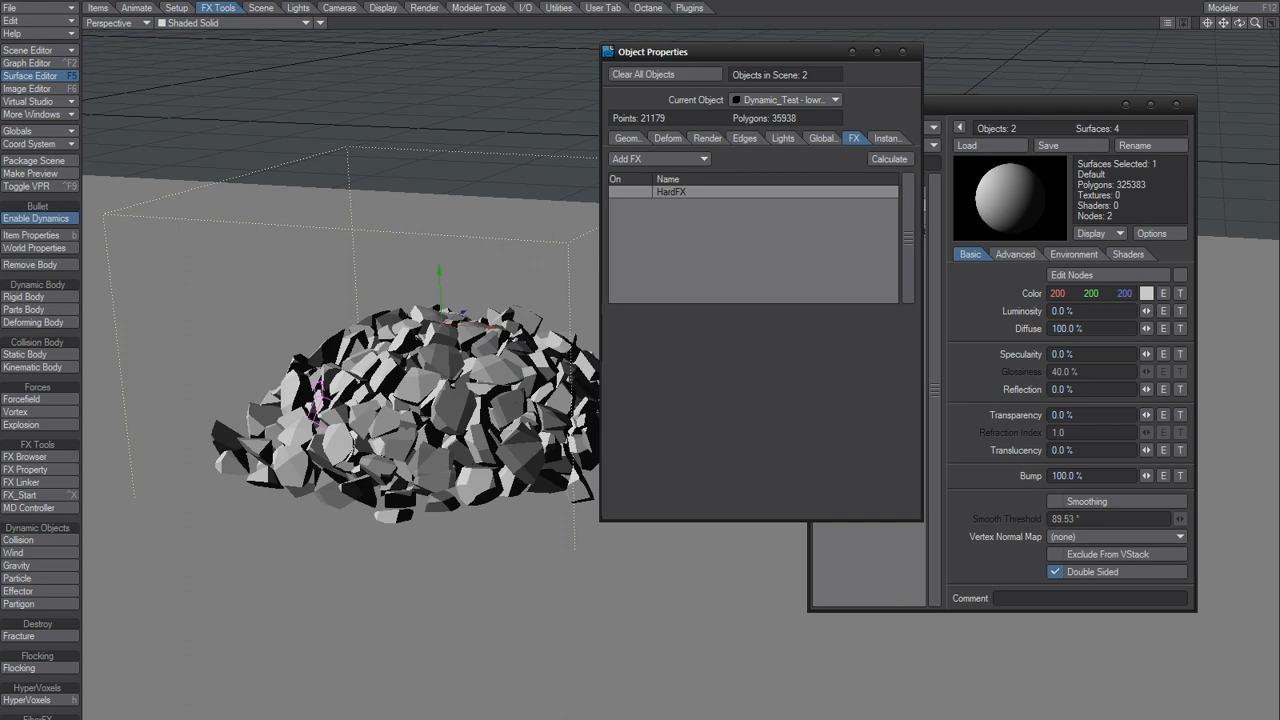 File
Items Animate Setup FX Tools Scene Lights Cameras Display Render Modeler Tools I/O Utilities User Tab Octane Plugins
Modeler F12
Edit
Perspective
Shaded Solid
Help
Scene Editor
Graph Editor ^F2
Surface Editor F5
Image Editor F6
Virtual Studio
More Windows
Globals
Coord System
Package Scene
Make Preview
Toggle VPR ^F9
Bullet
Enable Dynamics
Item Properties b
World Properties
Remove Body
Dynamic Body
Rigid Body
Parts Body
Deforming Body
Collision Body
Static Body
Kinematic Body
Forces
Forcefield
Vortex
Explosion
FX Tools
FX Browser
FX Property
FX Linker
FX_Start ^X
MD Controller
Dynamic Objects
Collision
Wind
Gravity
Particle
Effector
Partigon
Destroy
Fracture
Flocking
Flocking
HyperVoxels
HyperVoxels h
FiberFX
Object Properties
Clear All Objects
Objects in Scene: 2
Current Object
Dynamic_Test - lowr...
Points: 21179
Polygons: 35938
Geom... Deform Render Edges Lights Global... FX Instan...
Add FX
Calculate
On Name
HardFX
Objects: 2
Surfaces: 4
Load Save Rename
Surfaces Selected: 1
Default
Polygons: 325383
Textures: 0
Shaders: 0
Nodes: 2
Display Options
Basic Advanced Environment Shaders
Edit Nodes
Color 200 200 200 E T
Luminosity 0.0 % E T
Diffuse 100.0 % E T
Specularity 0.0 % E T
Glossiness 40.0 % E T
Reflection 0.0 % E T
Transparency 0.0 % E T
Refraction Index 1.0 E T
Translucency 0.0 % E T
Bump 100.0 % E T
Smoothing
Smooth Threshold 89.53 °
Vertex Normal Map (none)
Exclude From VStack
Double Sided
Comment